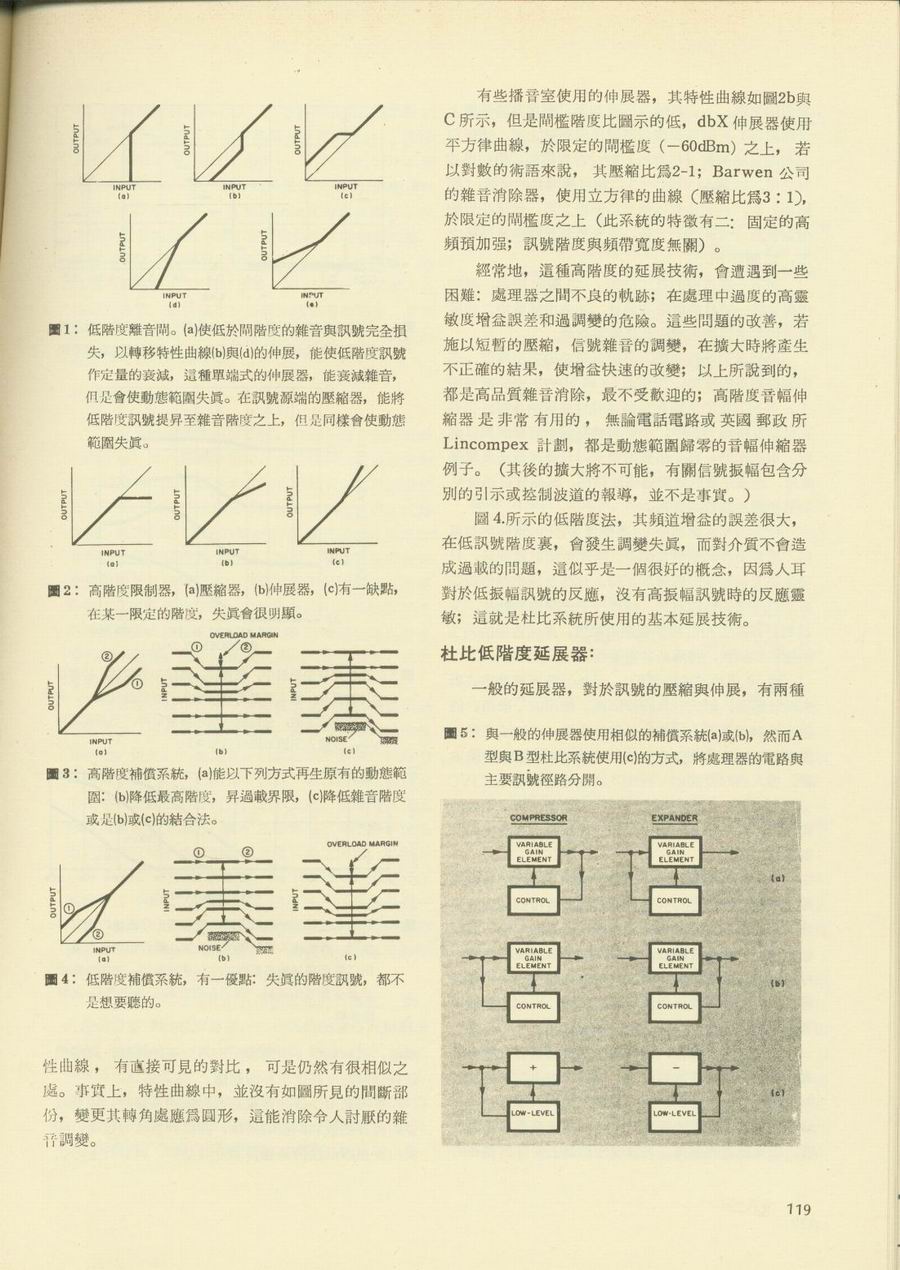 OUTPUT
INPUT
(a)
OUTPUT
INPUT
(b)
OUTPUT
INPUT
(c)
OUTPUT
INPUT
(d)
OUTPUT
INPUT
(e)
圖1：低階度雜音閘。(a)使低於閘階度的雜音與訊號完全損
失，以轉移特性曲線(b)與(d)的伸展，能使低階度訊號
作定量的衰減，這種單端式的伸展器，能衰減雜音，
但是會使動態範圍失眞。在訊號源端的壓縮器，能將
低階度訊號提昇至雜音階度之上，但是同樣會使動態
範圍失眞。
OUTPUT
INPUT
(a)
OUTPUT
INPUT
(b)
OUTPUT
INPUT
(c)
圖2：高階度限制器，(a)壓縮器，(b)伸展器，(c)有一缺點，
在某一限定的階度，失眞會很明顯。
OVERLOAD MARGIN
② ①
OUTPUT
INPUT
(a)
① ②
INPUT
(b)
INPUT
NOISE
(c)
圖3：高階度補償系統，(a)能以下列方式再生原有的動態範
圍：(b)降低最高階度，昇過載界限，(c)降低雜音階度
或是(b)或(c)的結合法。
OVERLOAD MARGIN
① ②
OUTPUT
INPUT
(a)
① ②
INPUT
NOISE
(b)
INPUT
(c)
圖4：低階度補償系統，有一優點：失眞的階度訊號，都不
是想要聽的。
性曲線，有直接可見的對比，可是仍然有很相似之
處。事實上，特性曲線中，並沒有如圖所見的間斷部
份，變更其轉角處應爲圓形，這能消除令人討厭的雜
音調變。
有些播音室使用的伸展器，其特性曲線如圖2b與
C所示，但是閘檻階度比圖示的低，dbX伸展器使用
平方律曲線，於限定的閘檻度（－60dBm）之上，若
以對數的術語來說，其壓縮比爲2-1；Barwen 公司
的雜音消除器，使用立方律的曲線（壓縮比爲3：1），
於限定的閘檻度之上（此系統的特徵有二：固定的高
頻預加强；訊號階度與頻帶寬度無關）。
經常地，這種高階度的延展技術，會遭遇到一些
困難：處理器之間不良的軌跡；在處理中過度的高靈
敏度增益誤差和過調變的危險。這些問題的改善，若
施以短暫的壓縮，信號雜音的調變，在擴大時將產生
不正確的結果，使增益快速的改變；以上所說到的，
都是高品質雜音消除，最不受歡迎的；高階度音幅伸
縮器是非常有用的，無論電話電路或英國郵政所
Lincompex 計劃，都是動態範圍歸零的音幅伸縮器
例子。（其後的擴大將不可能，有關信號振幅包含分
別的引示或控制波道的報導，並不是事實。）
圖4.所示的低階度法，其頻道增益的誤差很大，
在低訊號階度裏，會發生調變失眞，而對介質不會造
成過載的問題，這似乎是一個很好的概念，因爲人耳
對於低振幅訊號的反應，沒有高振幅訊號時的反應靈
敏；這就是杜比系統所使用的基本延展技術。
杜比低階度延展器：
一般的延展器，對於訊號的壓縮與伸展，有兩種
圖5：與一般的伸展器使用相似的補償系統(a)或(b)，然而A
型與B型杜比系統使用(c)的方式，將處理器的電路與
主要訊號徑路分開。
COMPRESSOR
EXPANDER
VARIABLE GAIN ELEMENT
VARIABLE GAIN ELEMENT
(a)
CONTROL
CONTROL
VARIABLE GAIN ELEMENT
VARIABLE GAIN ELEMENT
(b)
CONTROL
CONTROL
+
−
(c)
LOW-LEVEL
LOW-LEVEL
119